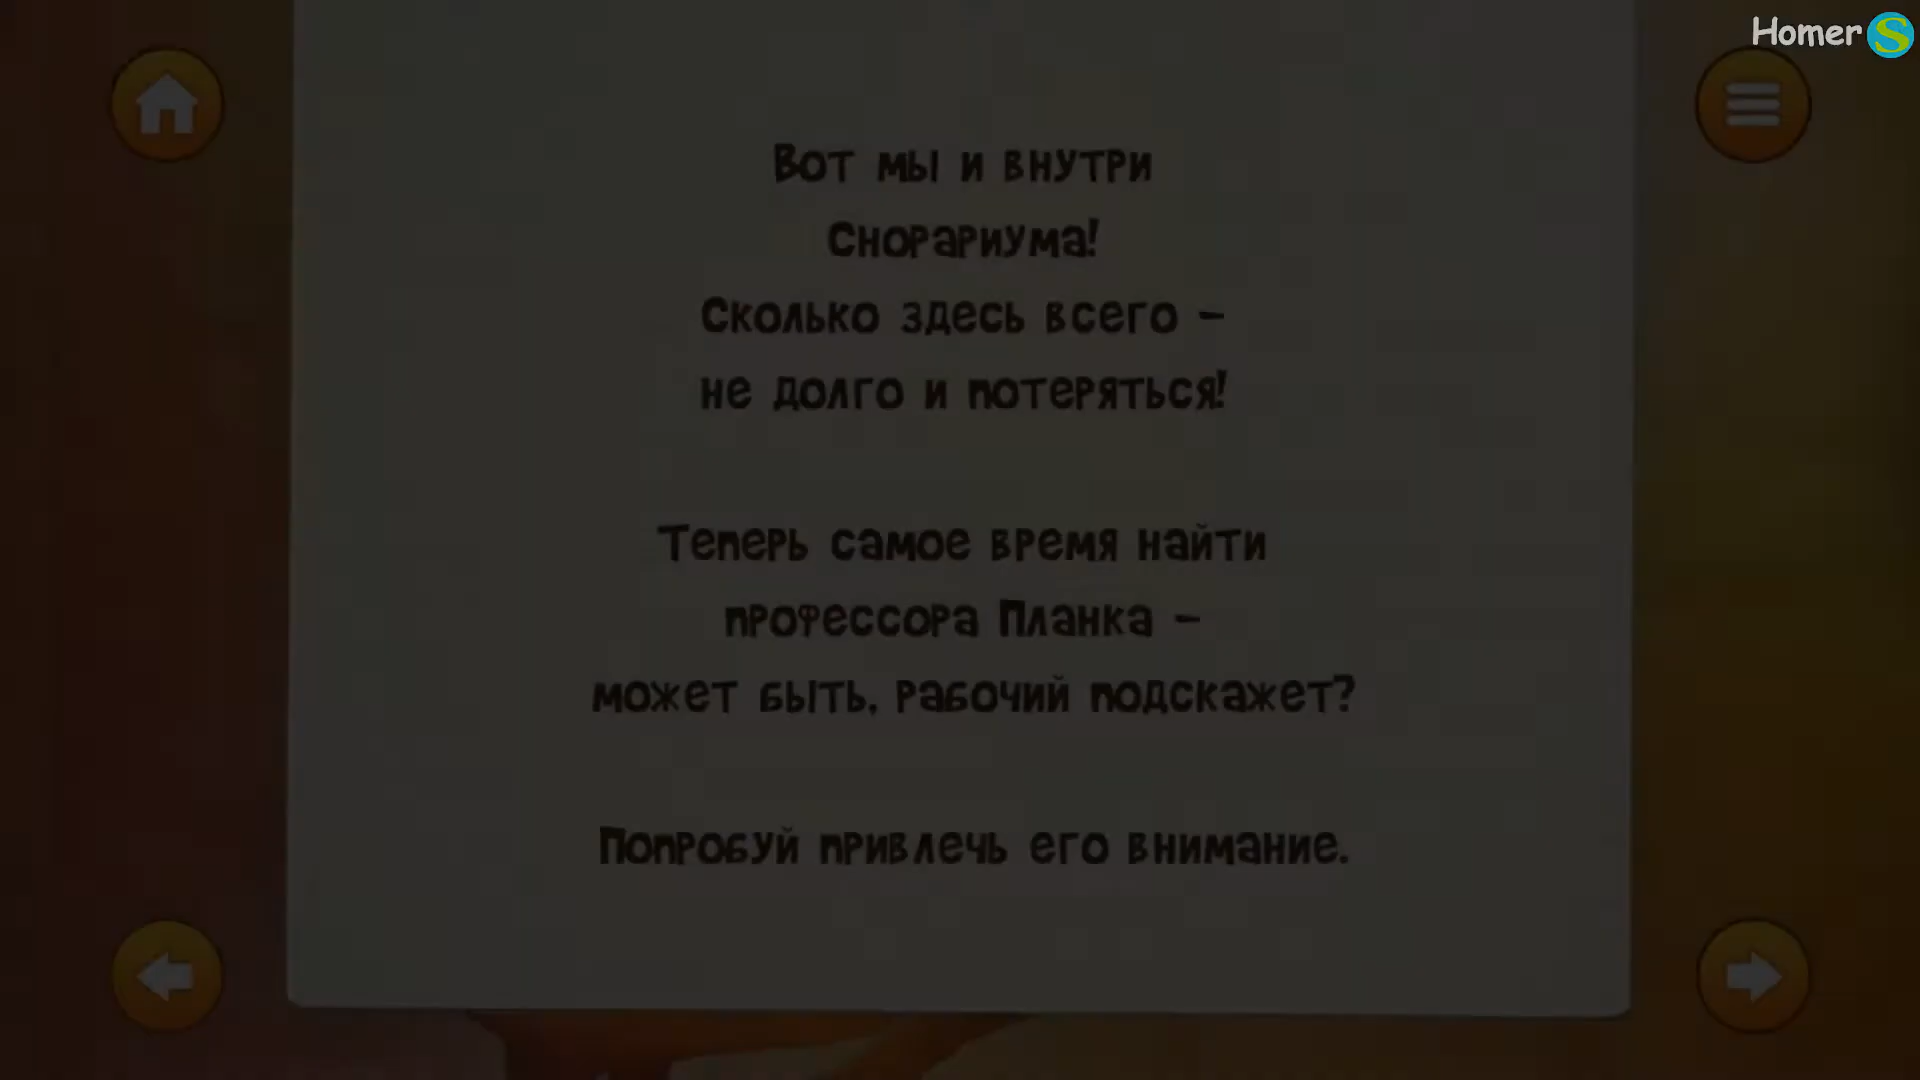 HomerS
Вот мы и внутри
Снорариума!
Сколько здесь всего –
не долго и потеряться!
Теперь самое время найти
профессора Планка –
может быть, рабочий подскажет?
Попробуй привлечь его внимание.